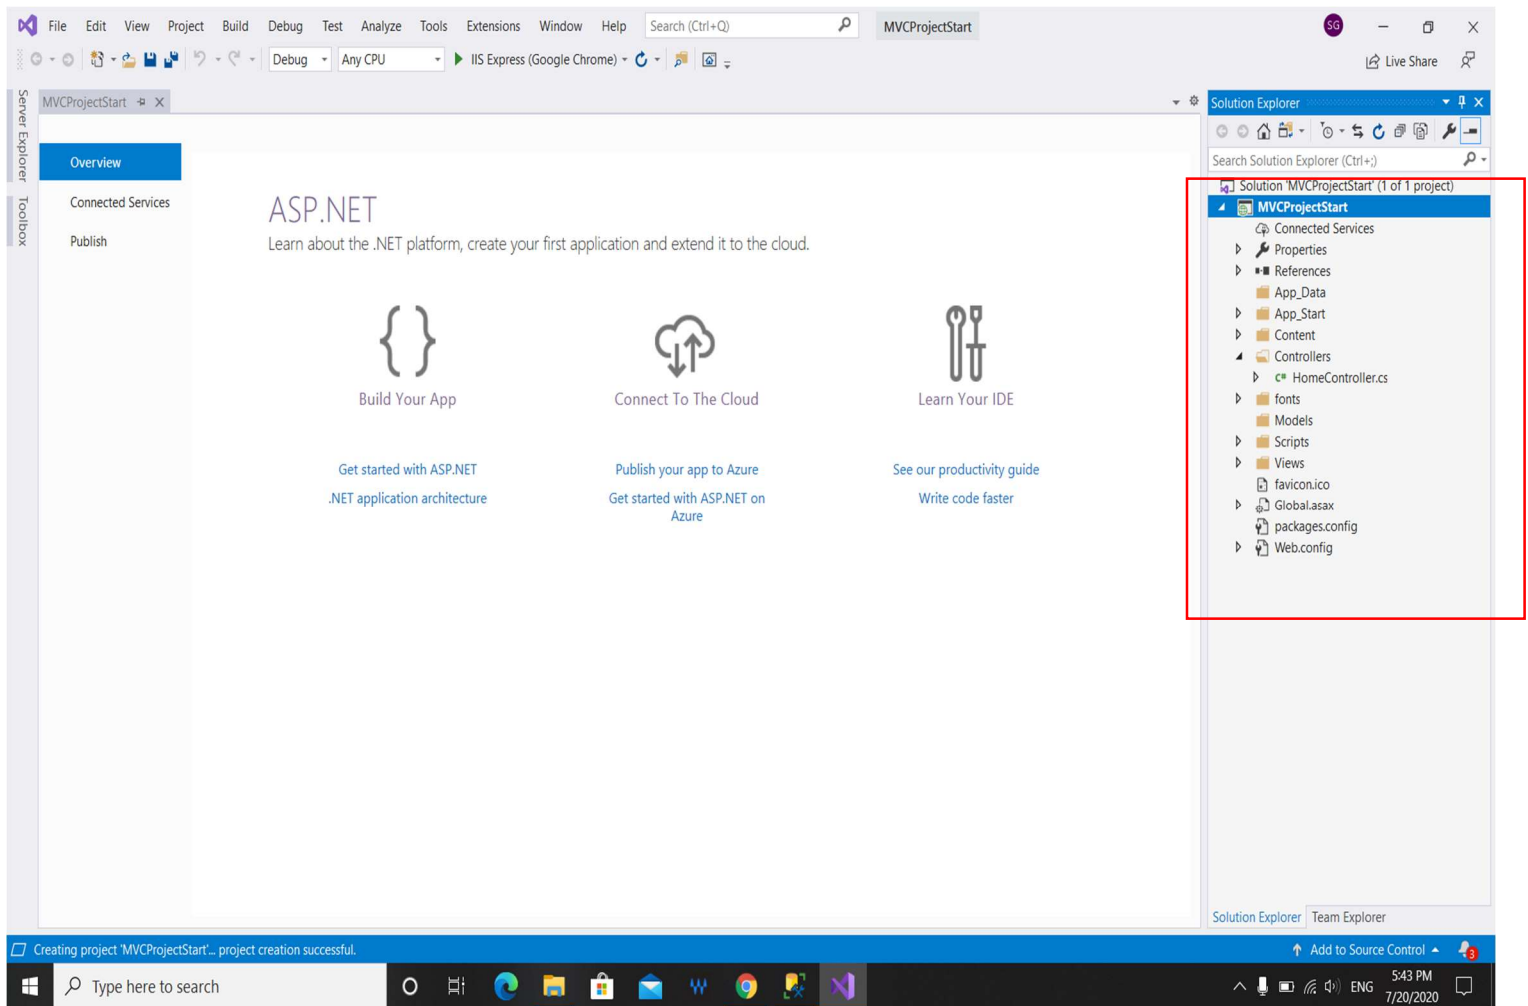 File Edit View Project Build Debug Test Analyze Tools Extensions Window Help Search (Ctrl+Q) MVCProjectStart SG
Debug Any CPU IIS Express (Google Chrome) Live Share
Server Explorer
Toolbox
MVCProjectStart
Overview
Connected Services
Publish
ASP.NET
Learn about the .NET platform, create your first application and extend it to the cloud.
Build Your App
Get started with ASP.NET
.NET application architecture
Connect To The Cloud
Publish your app to Azure
Get started with ASP.NET on
Azure
Learn Your IDE
See our productivity guide
Write code faster
Solution Explorer
Search Solution Explorer (Ctrl+;)
Solution 'MVCProjectStart' (1 of 1 project)
MVCProjectStart
Connected Services
Properties
References
App_Data
App_Start
Content
Controllers
C# HomeController.cs
fonts
Models
Scripts
Views
favicon.ico
Global.asax
packages.config
Web.config
Solution Explorer Team Explorer
Creating project 'MVCProjectStart'... project creation successful. Add to Source Control 3
Type here to search ENG 5:43 PM
7/20/2020